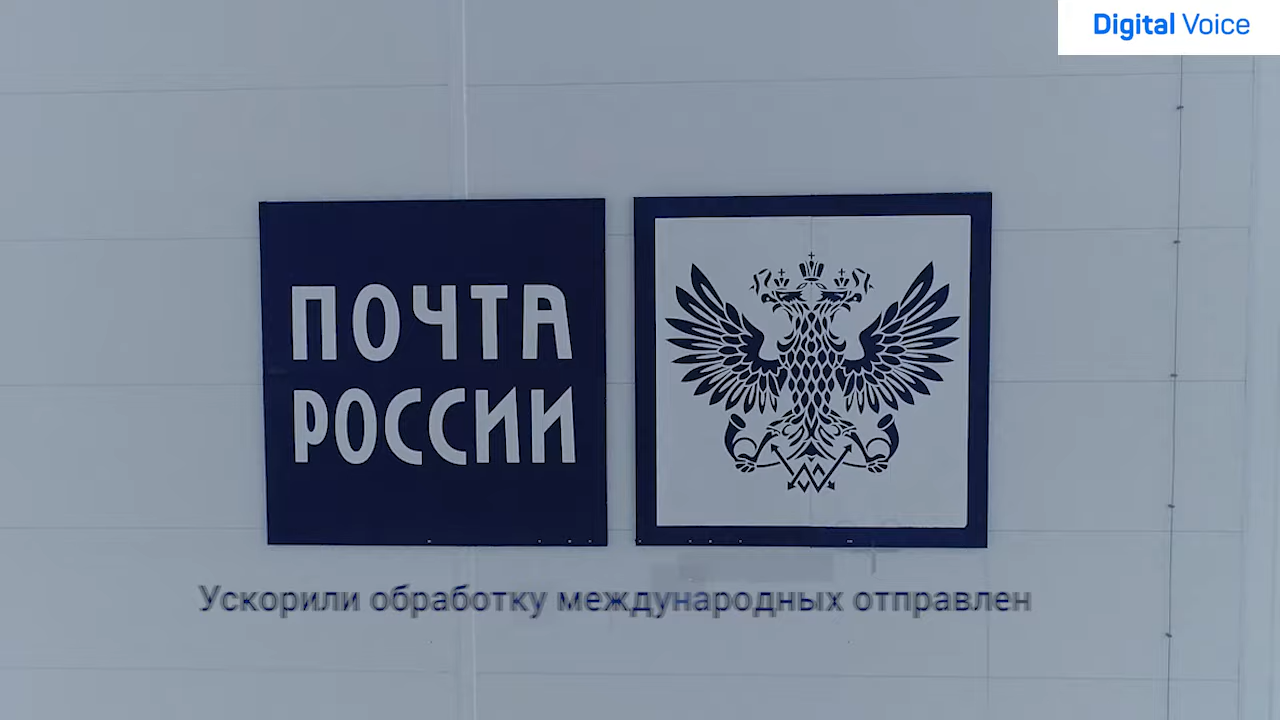 Digital Voice
ПОЧТА
РОССИИ
Ускорили обработку международных отправлен